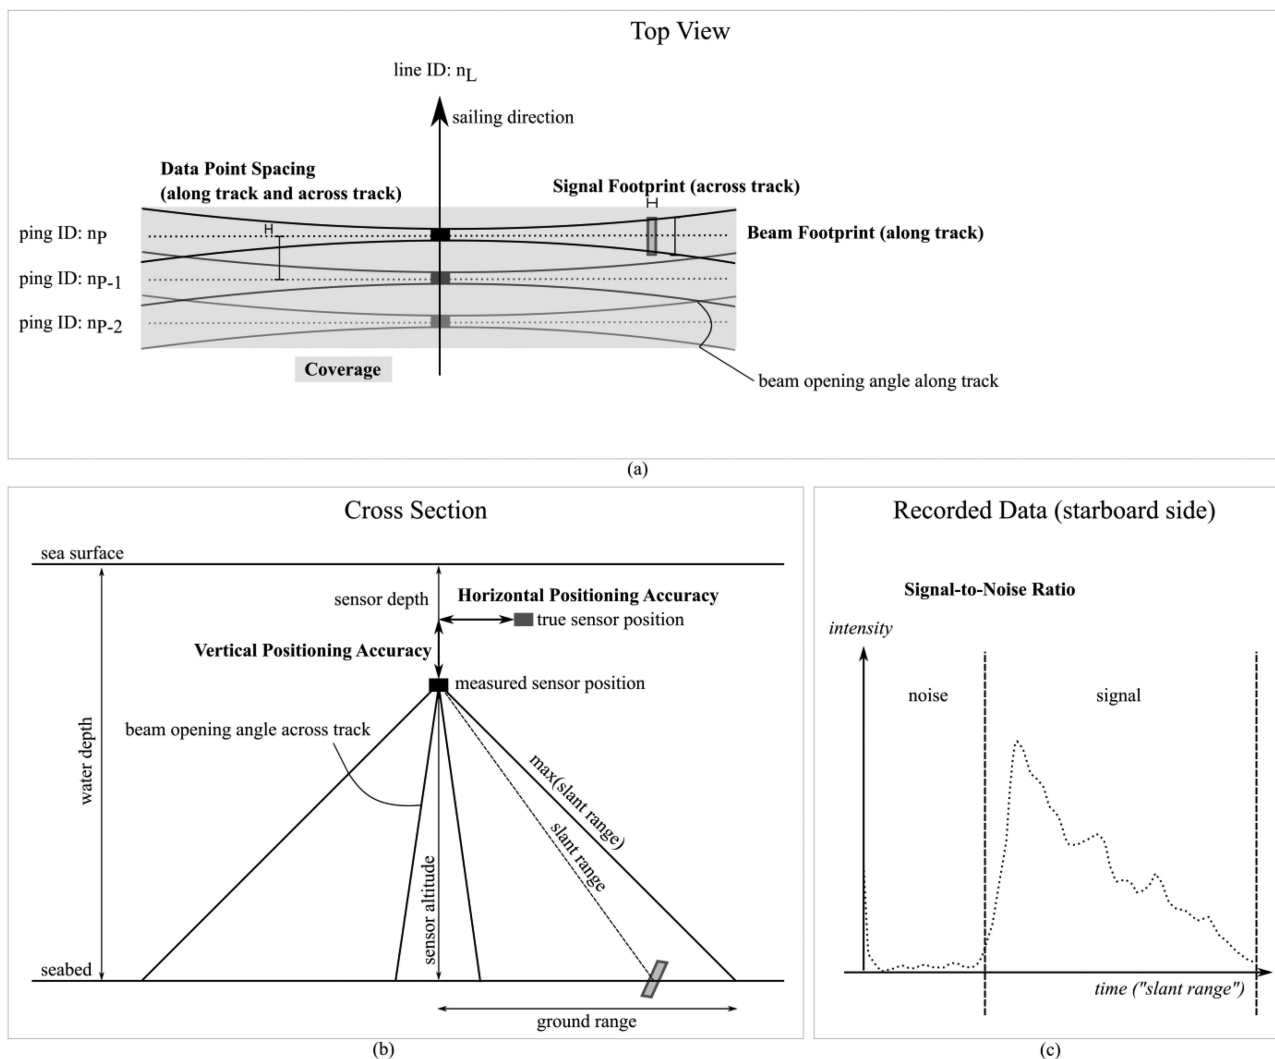 Top View
line ID: nL
sailing direction
Data Point Spacing
(along track and across track)
Signal Footprint (across track)
Beam Footprint (along track)
ping ID: nP
ping ID: nP-1
ping ID: nP-2
Coverage
beam opening angle along track
(a)
Cross Section
sea surface
sensor depth
Horizontal Positioning Accuracy
true sensor position
Vertical Positioning Accuracy
measured sensor position
beam opening angle across track
water depth
max(slant range)
slant range
sensor altitude
seabed
ground range
(b)
Recorded Data (starboard side)
Signal-to-Noise Ratio
intensity
noise
signal
time ("slant range")
(c)